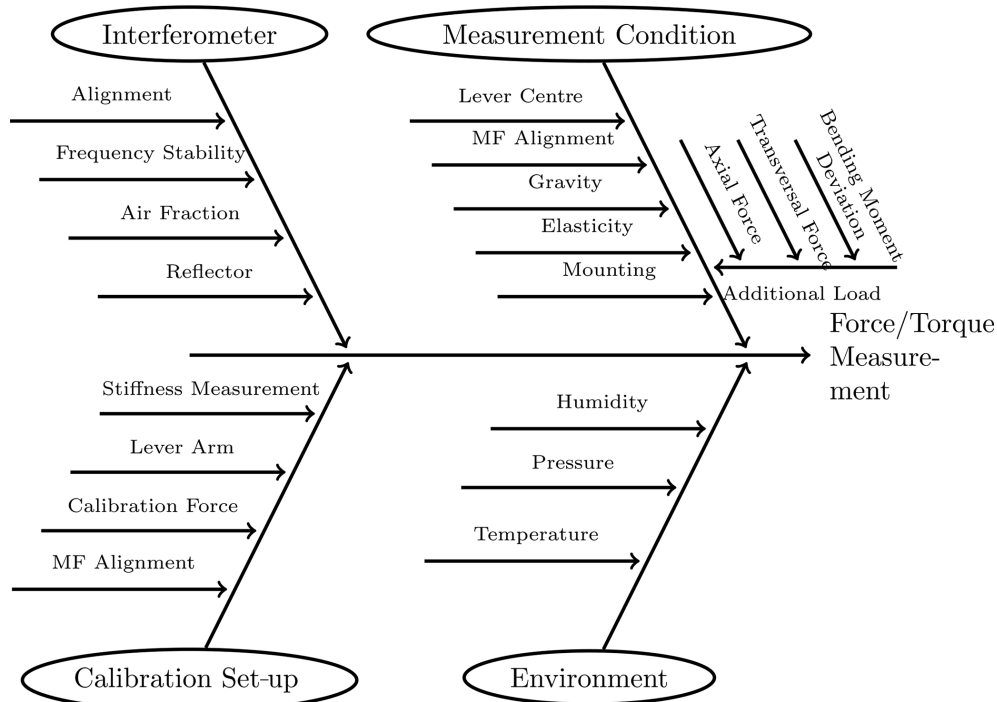 Interferometer
Measurement Condition
Alignment
Frequency Stability
Air Fraction
Reflector
Lever Centre
MF Alignment
Gravity
Elasticity
Mounting
Axial Force
Transversal Force
Bending Moment
Deviation
Additional Load
Force/Torque
Measure-
ment
Stiffness Measurement
Lever Arm
Calibration Force
MF Alignment
Humidity
Pressure
Temperature
Calibration Set-up
Environment